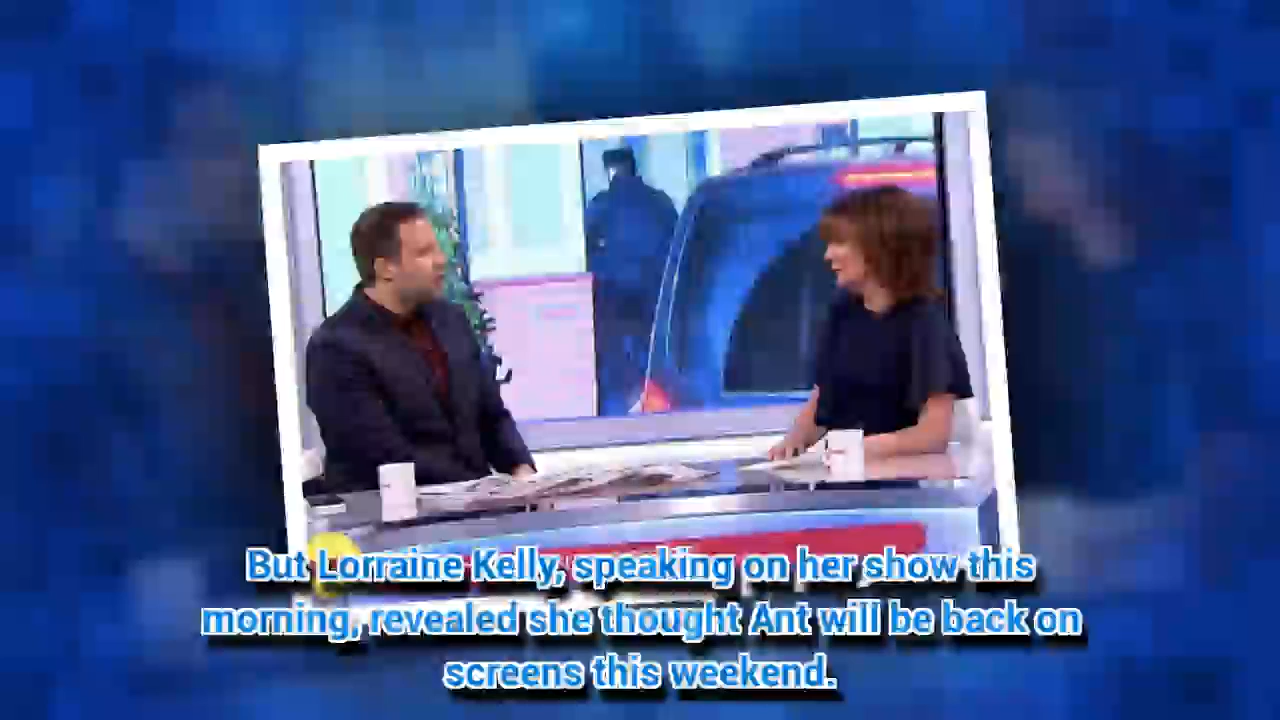 But Lorraine Kelly, speaking on her show this
morning, revealed she thought Ant will be back on
screens this weekend.